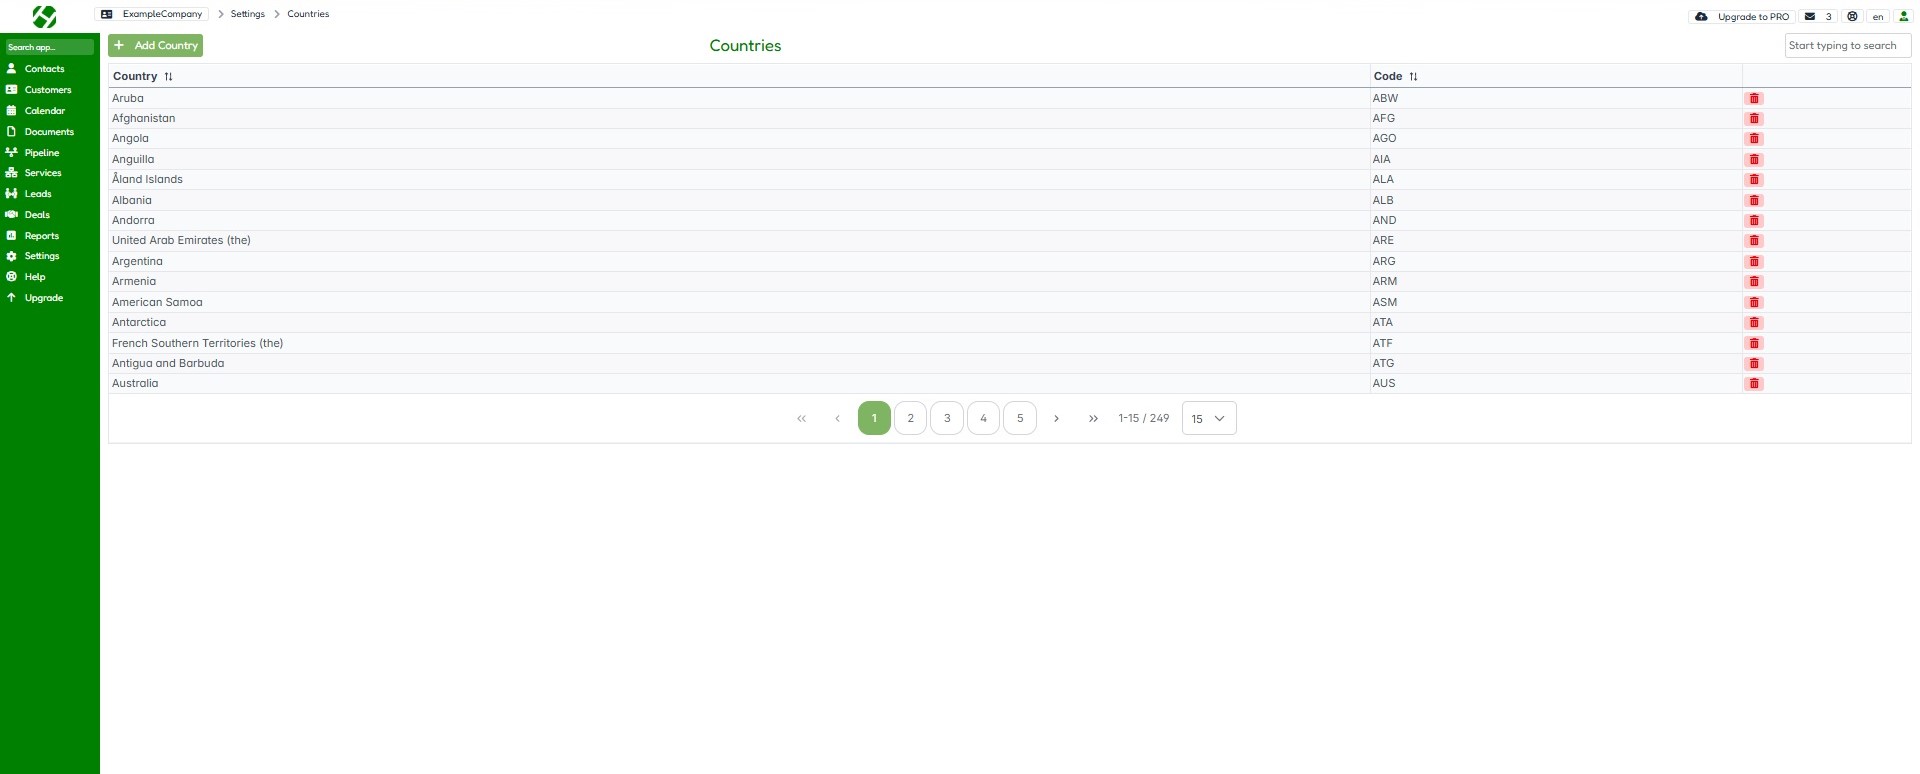 ExampleCompany Settings Countries
Upgrade to PRO 3 en
Search app...
Contacts
Customers
Calendar
Documents
Pipeline
Services
Leads
Deals
Reports
Settings
Help
Upgrade
+ Add Country
Countries
Start typing to search
Country Code
Aruba ABW
Afghanistan AFG
Angola AGO
Anguilla AIA
Åland Islands ALA
Albania ALB
Andorra AND
United Arab Emirates (the) ARE
Argentina ARG
Armenia ARM
American Samoa ASM
Antarctica ATA
French Southern Territories (the) ATF
Antigua and Barbuda ATG
Australia AUS
« ‹ 1 2 3 4 5 › » 1-15 / 249 15